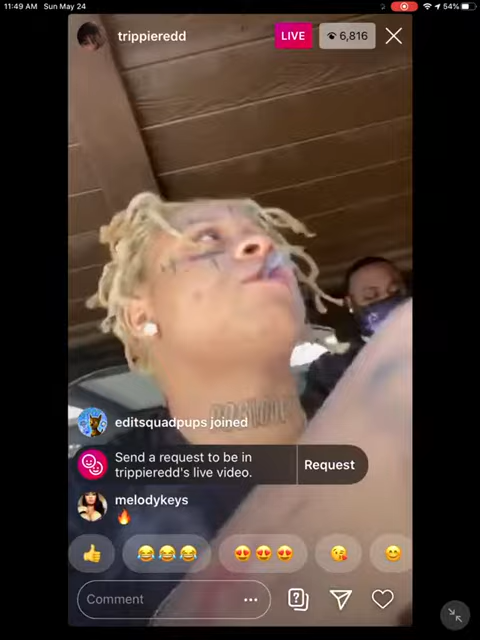 11:49 AM Sun May 24
54%
trippieredd
LIVE
6,816
editsquadpups joined
Send a request to be in
trippieredd's live video.
Request
melodykeys
Comment